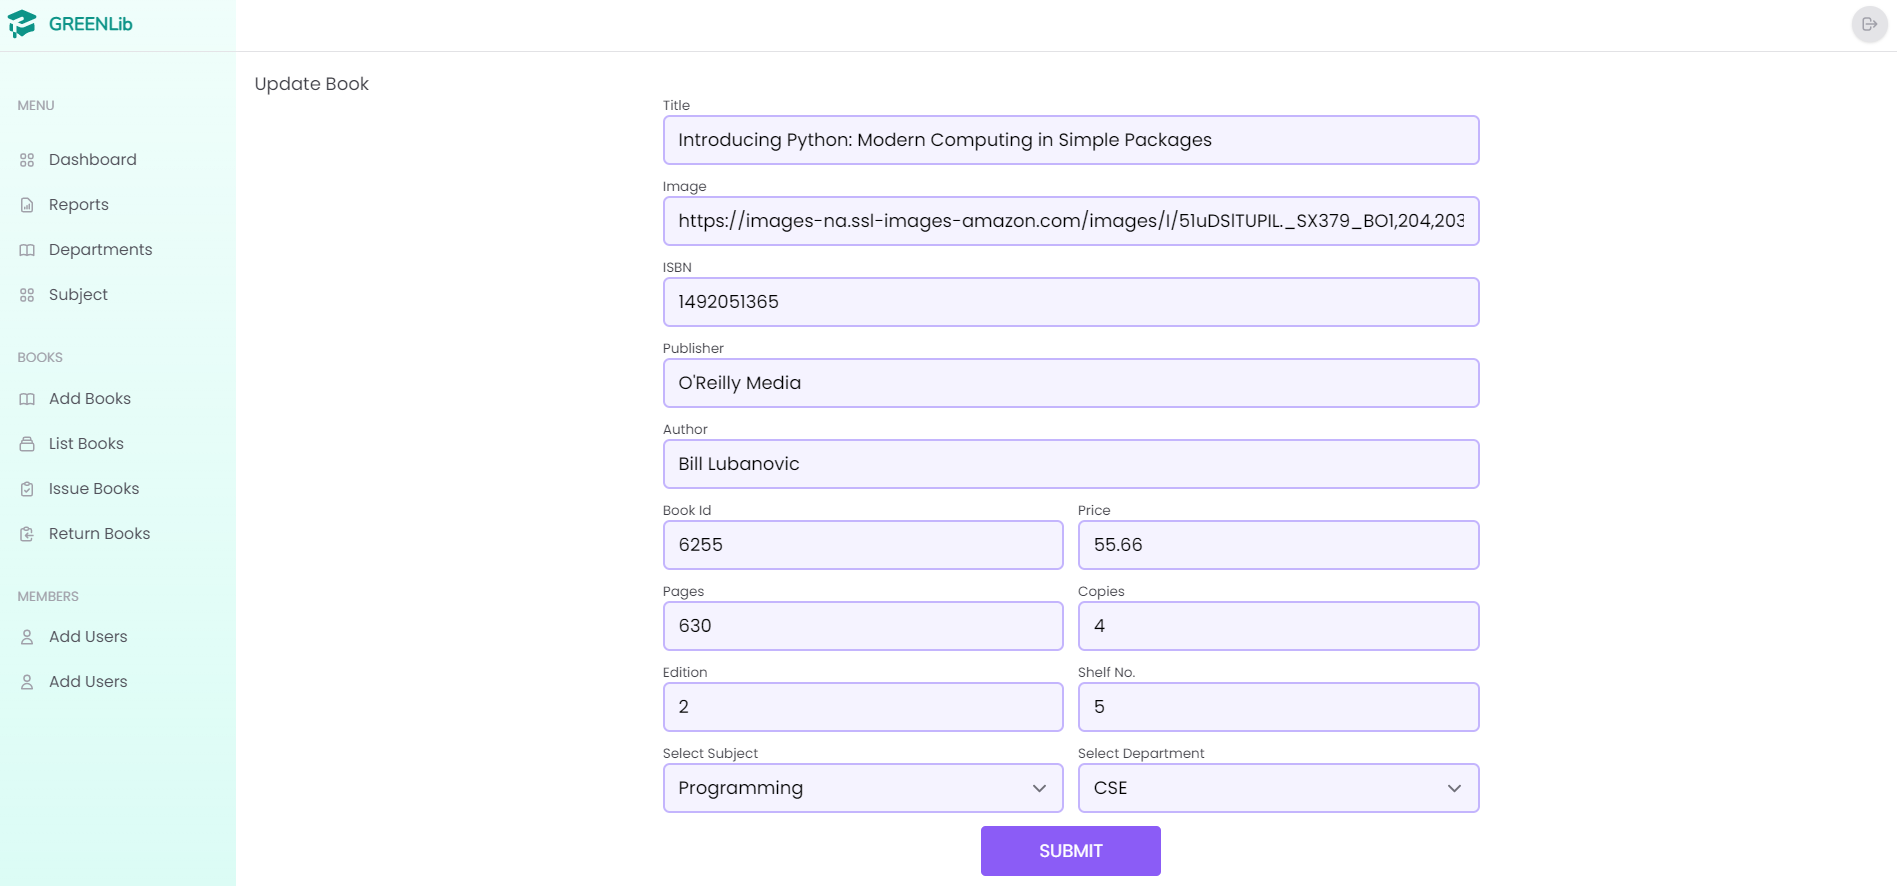 GREENLib
MENU
Dashboard
Reports
Departments
Subject
BOOKS
Add Books
List Books
Issue Books
Return Books
MEMBERS
Add Users
Add Users
Update Book
Title
Introducing Python: Modern Computing in Simple Packages
Image
https://images-na.ssl-images-amazon.com/images/I/51uDSlTUPIL._SX379_BO1,204,203
ISBN
1492051365
Publisher
O'Reilly Media
Author
Bill Lubanovic
Book Id Price
6255 55.66
Pages Copies
630 4
Edition Shelf No.
2 5
Select Subject Select Department
Programming CSE
SUBMIT